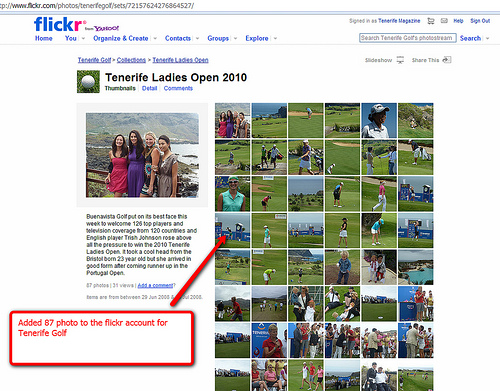 tp://www.flickr.com/photos/tenerifegolf/sets/72157624276864527/
flickr from YAHOO!
Signed in as Tenerife Magazine Help Sign Out
Home You Organize & Create Contacts Groups Explore
Search Tenerife Golf's photostream Search
Tenerife Golf > Collections > Tenerife Ladies Open
Slideshow Share This
Tenerife Ladies Open 2010
Thumbnails Detail Comments
Buenavista Golf put on its best face this
week to welcome 126 top players and
television coverage from 120 countries and
English player Trish Johnson rose above
all the pressure to win the 2010 Tenerife
Ladies Open. It took a cool head from the
Bristol born 23 year old but she arrived in
good form after coming runner up in the
Portugal Open.
87 photos | 31 views | Add a comment?
Items are from between 29 Jun 2008 & Jul 2008.
Added 87 photo to the flickr account for
Tenerife Golf